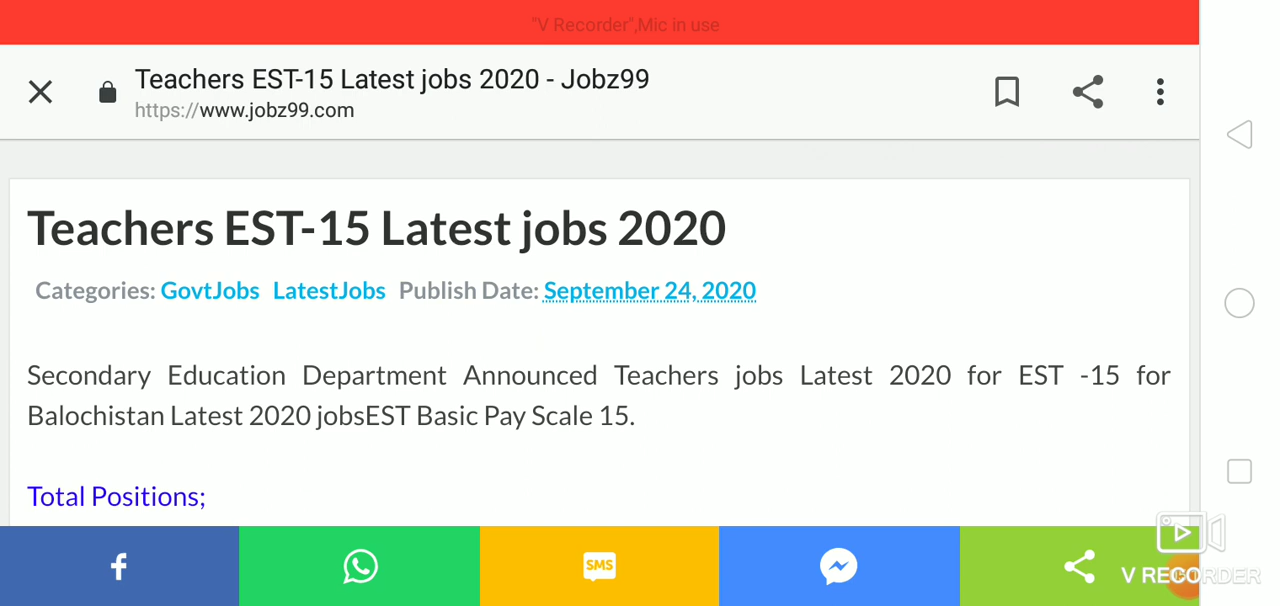 "V Recorder",Mic in use
Teachers EST-15 Latest jobs 2020 - Jobz99
https://www.jobz99.com
Teachers EST-15 Latest jobs 2020
Categories: GovtJobs LatestJobs Publish Date: September 24, 2020
Secondary Education Department Announced Teachers jobs Latest 2020 for EST -15 for
Balochistan Latest 2020 jobsEST Basic Pay Scale 15.
Total Positions;
SMS
V RECORDER